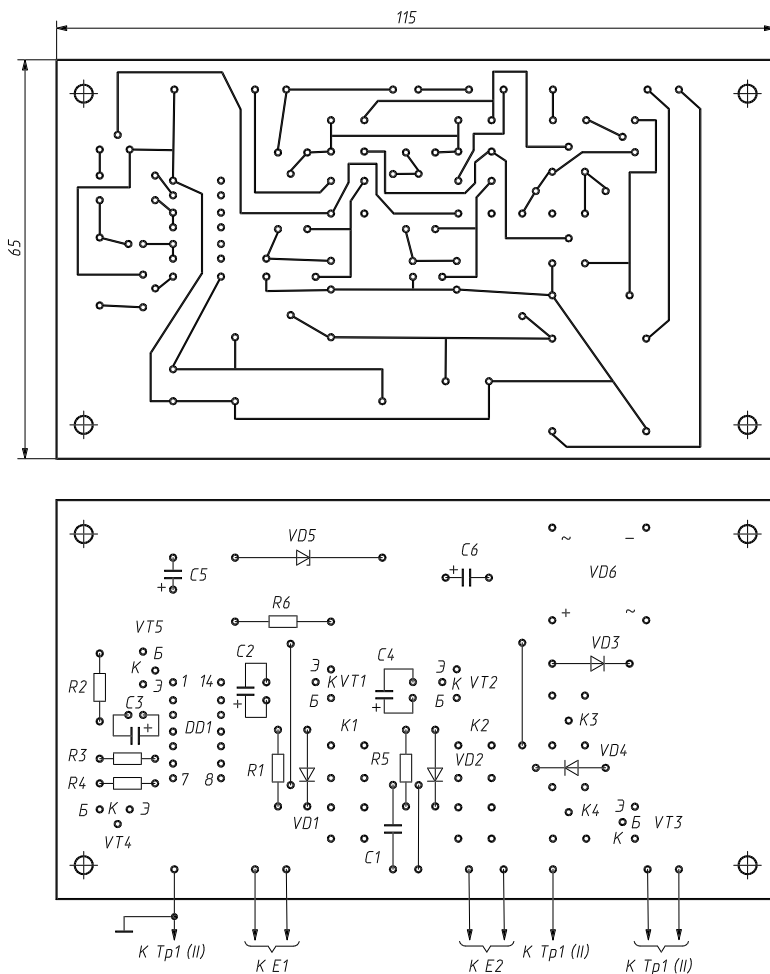 115
65
VD5
C6
~ −
C5
+
+
VD6
R6
+ ~
VT5
Б
К
Э
C2
C4
VD3
R2
1 14
Э
К VT1
Б
Э
К VT2
Б
C3
+
+
+
DD1
К1
К2
К3
R3
R1
R5
VD2
VD4
R4
7 8
Б К Э
VT4
VD1
C1
К4
Э
Б VT3
К
К Тр1 (II)
К Е1
К Е2
К Тр1 (II)
К Тр1 (II)